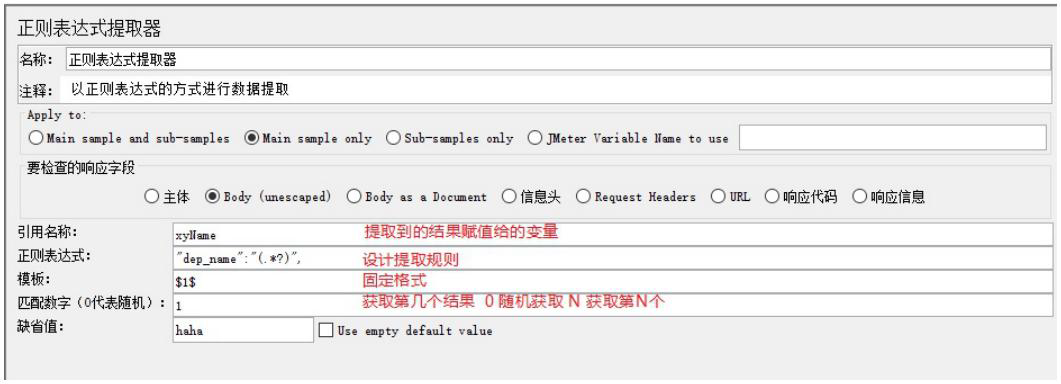 正则表达式提取器
名称： 正则表达式提取器
注释： 以正则表达式的方式进行数据提取
Apply to:
Main sample and sub-samples Main sample only Sub-samples only JMeter Variable Name to use
要检查的响应字段
主体 Body (unescaped) Body as a Document 信息头 Request Headers URL 响应代码 响应信息
引用名称： xyName 提取到的结果赋值给的变量
正则表达式： "dep_name":"(.*?)", 设计提取规则
模板： $1$ 固定格式
匹配数字（0代表随机）： 1 获取第几个结果 0 随机获取 N 获取第N个
缺省值： haha Use empty default value